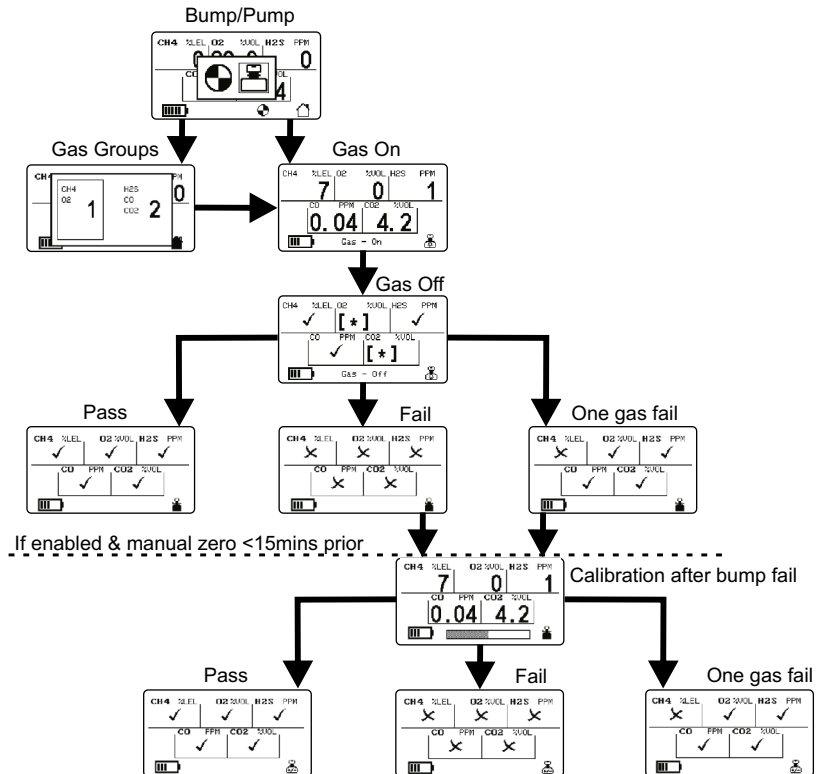 Bump/Pump
CH4 %LEL O2 %VOL H2S PPM
0
CO
4
Gas Groups
Gas On
CH4
O2
1
H2S
CO
CO2
2
0
CH4 %LEL O2 %VOL H2S PPM
7 0 1
CO PPM CO2 %VOL
0.04 4.2
Gas - On
Gas Off
CH4 %LEL O2 %VOL H2S PPM
✓ [*] ✓
CO PPM CO2 %VOL
✓ [*]
Gas - Off
Pass
Fail
One gas fail
CH4 %LEL O2 %VOL H2S PPM
CO PPM CO2 %VOL
CH4 %LEL O2 %VOL H2S PPM
CO PPM CO2 %VOL
CH4 %LEL O2 %VOL H2S PPM
CO PPM CO2 %VOL
If enabled & manual zero <15mins prior
CH4 %LEL O2 %VOL H2S PPM
7 0 1
CO PPM CO2 %VOL
0.04 4.2
Calibration after bump fail
Pass
Fail
One gas fail
CH4 %LEL O2 %VOL H2S PPM
CO PPM CO2 %VOL
CH4 %LEL O2 %VOL H2S PPM
CO PPM CO2 %VOL
CH4 %LEL O2 %VOL H2S PPM
CO PPM CO2 %VOL